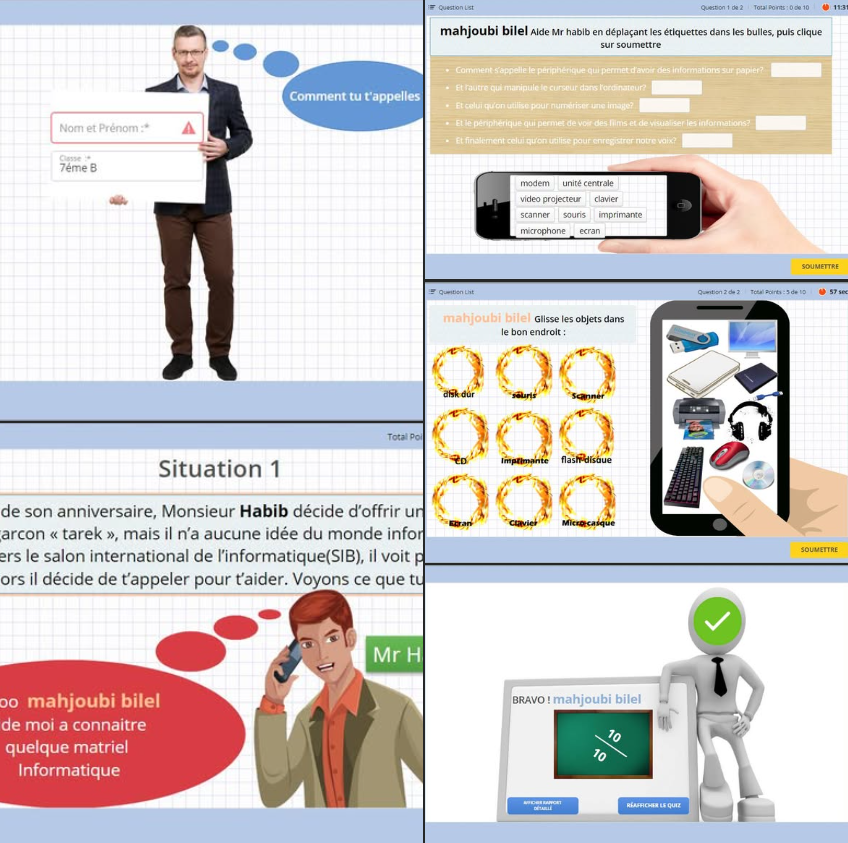 Comment tu t'appelles
Nom et Prénom :*
Classe :*
7éme B
Total Poi
Situation 1
de son anniversaire, Monsieur Habib décide d'offrir un
garcon « tarek », mais il n'a aucune idée du monde infor
ers le salon international de l'informatique(SIB), il voit p
ors il décide de t'appeler pour t'aider. Voyons ce que tu
oo mahjoubi bilel
de moi a connaitre
quelque matriel
Informatique
Mr H
Question List
Question 1 de 2
Total Points : 0 de 10
11:31
mahjoubi bilel Aide Mr habib en déplaçant les étiquettes dans les bulles, puis clique
sur soumettre
Comment s'appelle le périphérique qui permet d'avoir des informations sur papier?
Et l'autre qui manipule le curseur dans l'ordinateur?
Et celui qu'on utilise pour numériser une image?
Et le périphérique qui permet de voir des films et de visualiser les informations?
Et finalement celui qu'on utilise pour enregistrer notre voix?
modem unité centrale
video projecteur clavier
scanner souris imprimante
microphone ecran
SOUMETTRE
Question List
Question 2 de 2
Total Points : 5 de 10
57 sec
mahjoubi bilel Glisse les objets dans
le bon endroit :
disk dur souris Scanner
CD Imprimante flash-disque
Ecran Clavier Micro-casque
SOUMETTRE
BRAVO ! mahjoubi bilel
10
10
AFFICHER RAPPORT
DÉTAILLÉ
RÉAFFICHER LE QUIZ